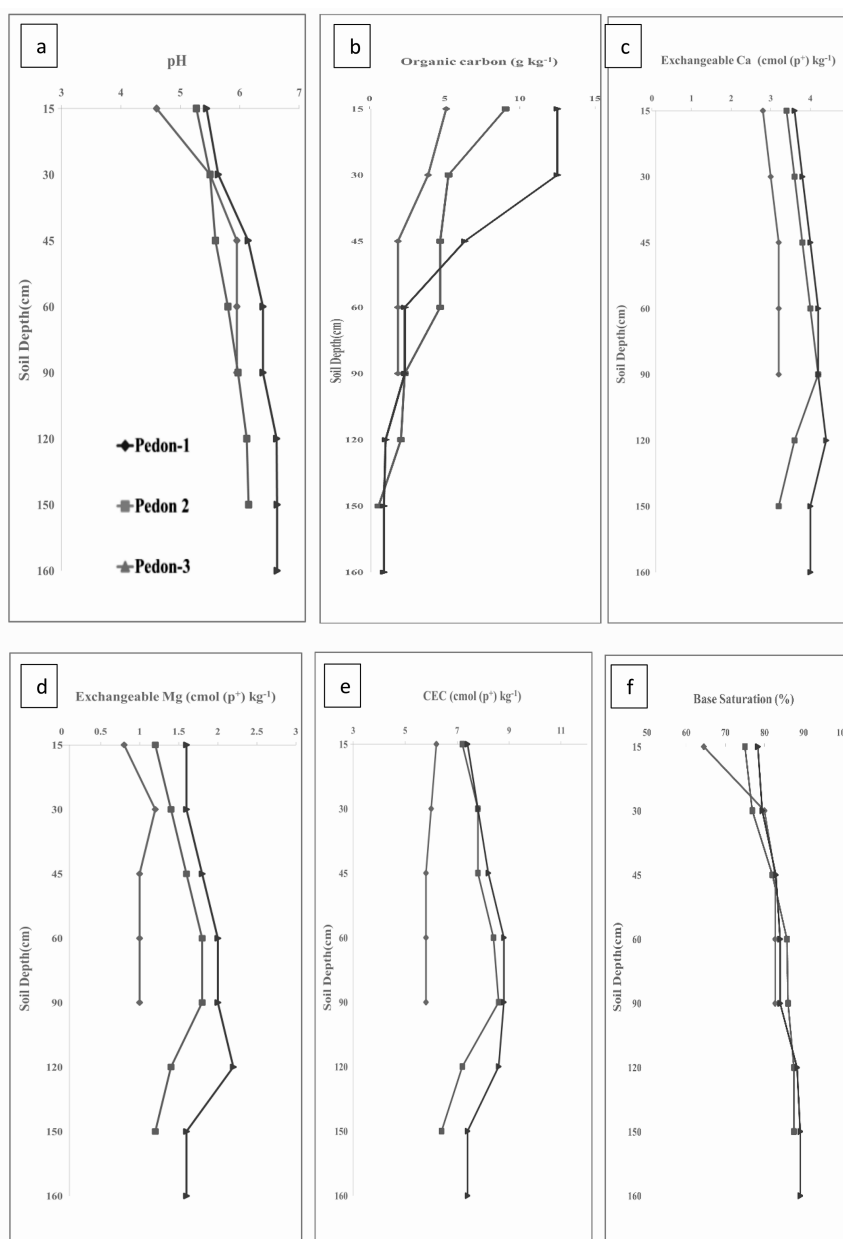 a
pH
3 4 5 6 7
15
30
45
60
90
120
150
160
Soil Depth(cm)
Pedon-1
Pedon 2
Pedon-3
b
Organic carbon (g kg⁻¹)
0 5 10 15
15
30
45
60
90
120
150
160
Soil Depth(cm)
c
Exchangeable Ca (cmol (p⁺) kg⁻¹)
0 1 2 3 4
15
30
45
60
90
120
150
160
Soil Depth(cm)
d
Exchangeable Mg (cmol (p⁺) kg⁻¹)
0 0.5 1 1.5 2 2.5 3
15
30
45
60
90
120
150
160
Soil Depth(cm)
e
CEC (cmol (p⁺) kg⁻¹)
3 5 7 9 11
15
30
45
60
90
120
150
160
Soil Depth(cm)
f
Base Saturation (%)
50 60 70 80 90
15
30
45
60
90
120
150
160
Soil Depth(cm)